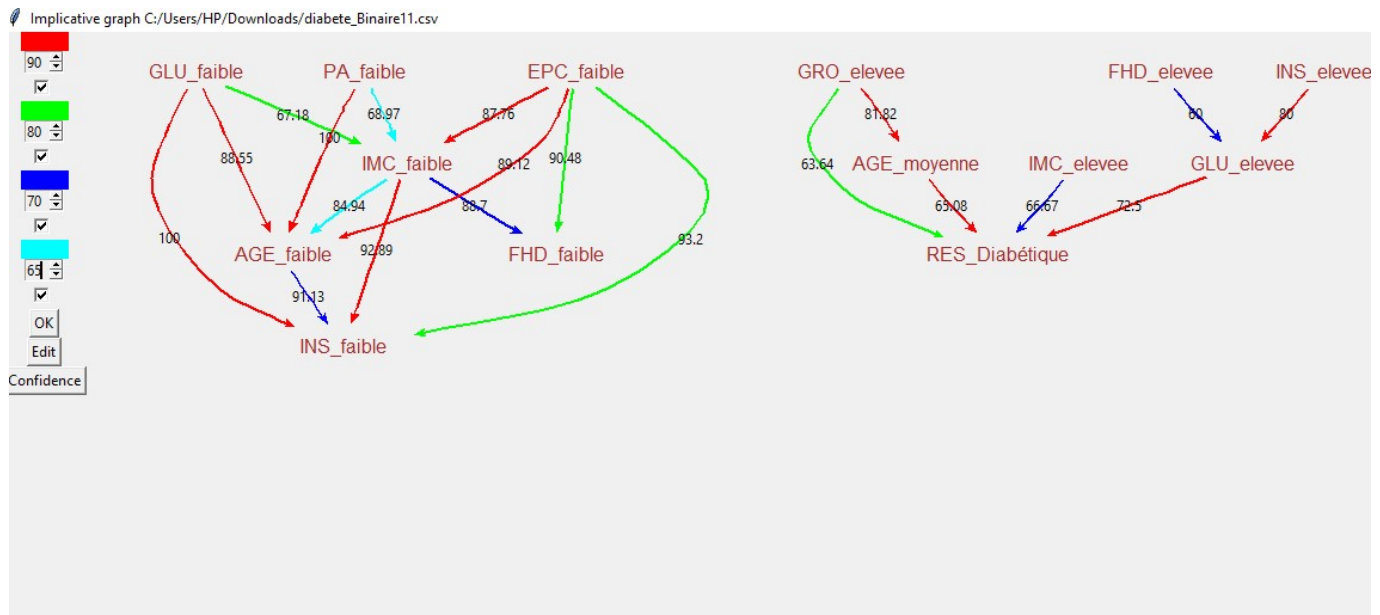 Implicative graph C:/Users/HP/Downloads/diabete_Binaire11.csv
90
80
70
65
OK
Edit
Confidence
GLU_faible PA_faible EPC_faible GRO_elevee FHD_elevee INS_elevee
67.18 68.97 87.76 81.82 60 80
100
88.55 89.12 90.48 63.64
IMC_faible AGE_moyenne IMC_elevee GLU_elevee
84.94 88.7 65.08 66.67 72.5
100 92.89 93.2
AGE_faible FHD_faible RES_Diabétique
91.13
INS_faible